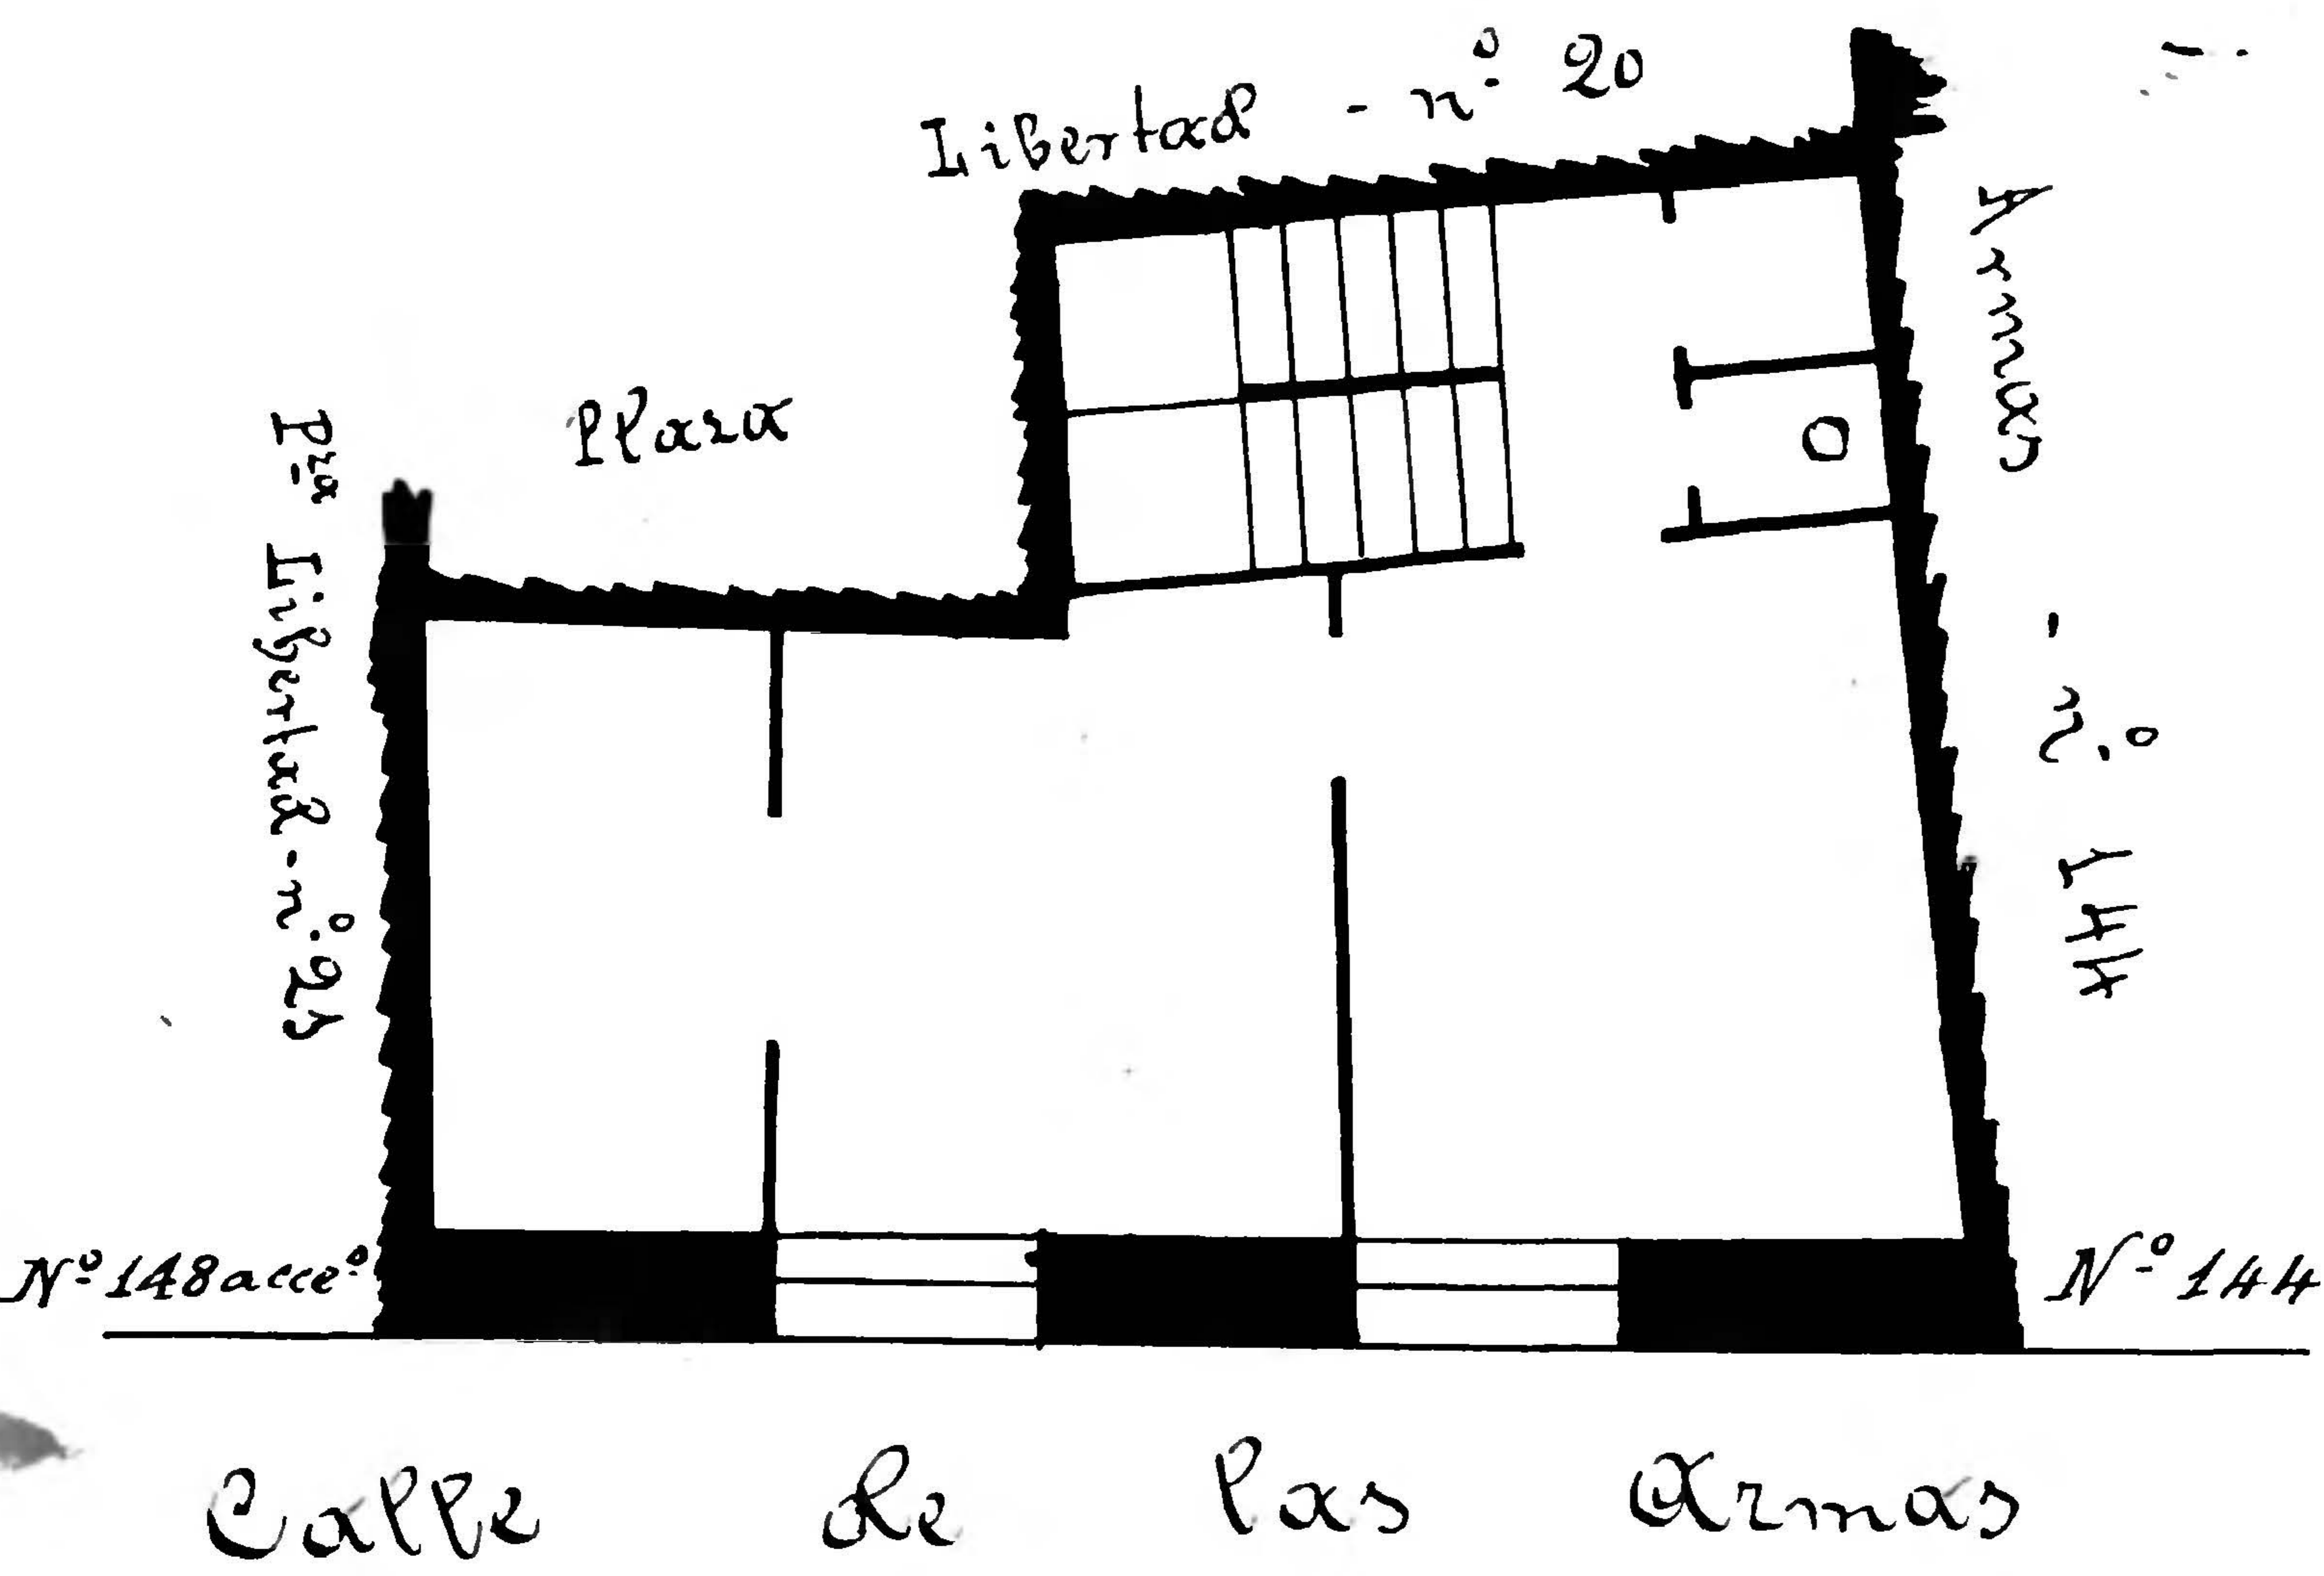 Libertad - nº 20
Plaza
Pza Libertad - nº. 25
Armas - nº. 144
Nº 148 acceº
Nº 144
Calle de las Armas